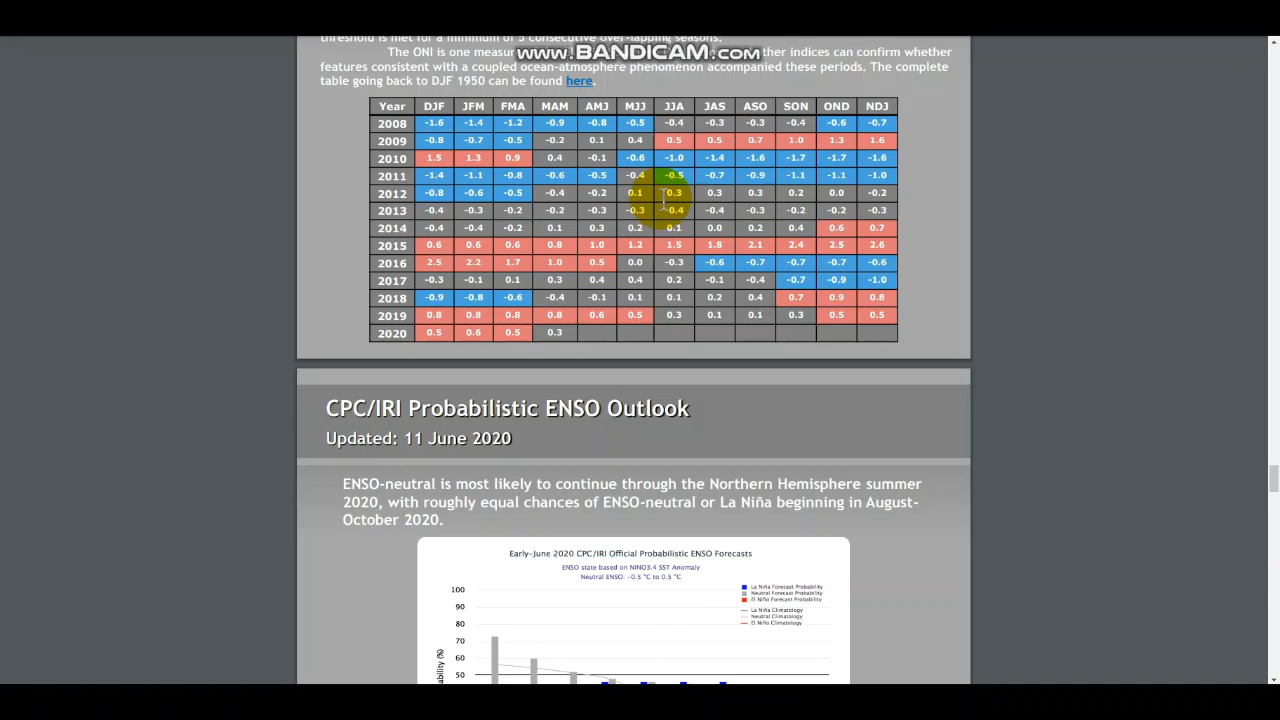 threshold is met for a minimum of 5 consecutive over-lapping seasons.
www.BANDICAM.com
The ONI is one measur ther indices can confirm whether
features consistent with a coupled ocean-atmosphere phenomenon accompanied these periods. The complete
table going back to DJF 1950 can be found here.
Year DJF JFM FMA MAM AMJ MJJ JJA JAS ASO SON OND NDJ
2008 -1.6 -1.4 -1.2 -0.9 -0.8 -0.5 -0.4 -0.3 -0.3 -0.4 -0.6 -0.7
2009 -0.8 -0.7 -0.5 -0.2 0.1 0.4 0.5 0.5 0.7 1.0 1.3 1.6
2010 1.5 1.3 0.9 0.4 -0.1 -0.6 -1.0 -1.4 -1.6 -1.7 -1.7 -1.6
2011 -1.4 -1.1 -0.8 -0.6 -0.5 -0.4 -0.5 -0.7 -0.9 -1.1 -1.1 -1.0
2012 -0.8 -0.6 -0.5 -0.4 -0.2 0.1 0.3 0.3 0.3 0.2 0.0 -0.2
2013 -0.4 -0.3 -0.2 -0.2 -0.3 -0.3 -0.4 -0.4 -0.3 -0.2 -0.2 -0.3
2014 -0.4 -0.4 -0.2 0.1 0.3 0.2 0.1 0.0 0.2 0.4 0.6 0.7
2015 0.6 0.6 0.6 0.8 1.0 1.2 1.5 1.8 2.1 2.4 2.5 2.6
2016 2.5 2.2 1.7 1.0 0.5 0.0 -0.3 -0.6 -0.7 -0.7 -0.7 -0.6
2017 -0.3 -0.1 0.1 0.3 0.4 0.4 0.2 -0.1 -0.4 -0.7 -0.9 -1.0
2018 -0.9 -0.8 -0.6 -0.4 -0.1 0.1 0.1 0.2 0.4 0.7 0.9 0.8
2019 0.8 0.8 0.8 0.8 0.6 0.5 0.3 0.1 0.1 0.3 0.5 0.5
2020 0.5 0.6 0.5 0.3
CPC/IRI Probabilistic ENSO Outlook
Updated: 11 June 2020
ENSO-neutral is most likely to continue through the Northern Hemisphere summer
2020, with roughly equal chances of ENSO-neutral or La Niña beginning in August-
October 2020.
Early-June 2020 CPC/IRI Official Probabilistic ENSO Forecasts
ENSO state based on NINO3.4 SST Anomaly
Neutral ENSO: -0.5 °C to 0.5 °C
La Niña Forecast Probability
Neutral Forecast Probability
El Niño Forecast Probability
La Niña Climatology
Neutral Climatology
El Niño Climatology
100
90
80
70
60
50
ability (%)